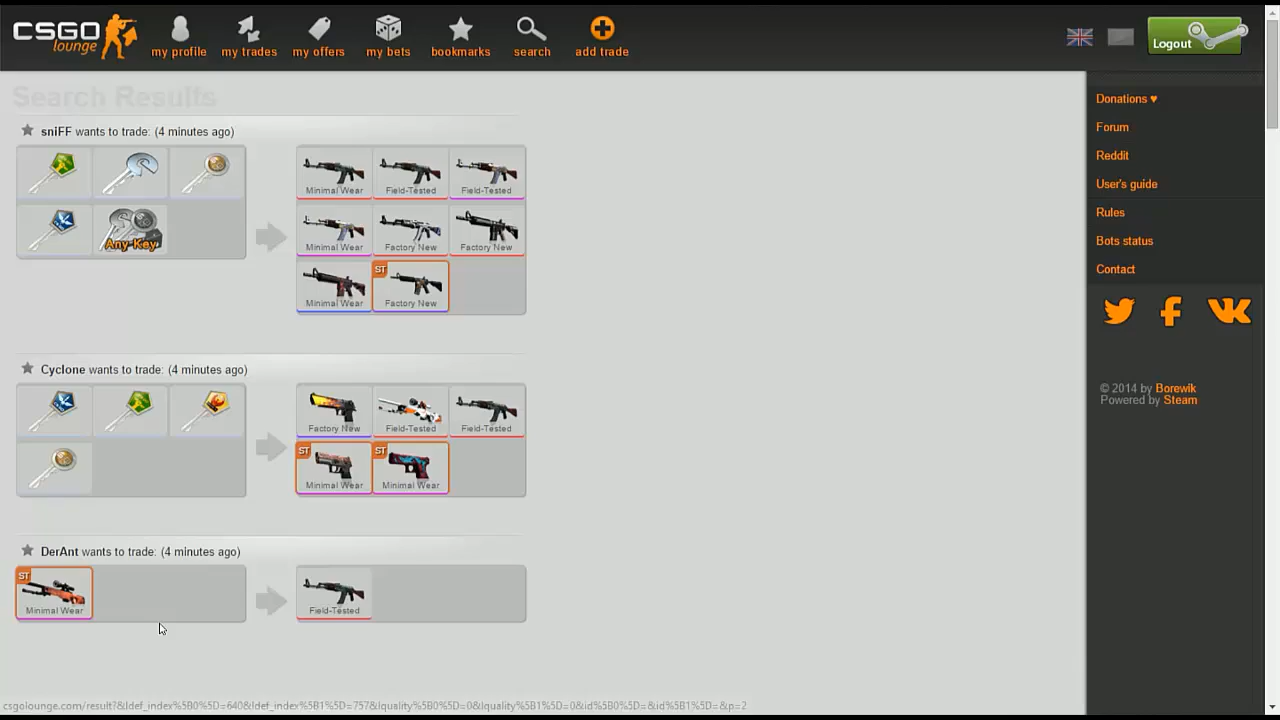 CSGO
lounge
my profile
my trades
my offers
my bets
bookmarks
search
add trade
Logout
Search Results
sniFF wants to trade: (4 minutes ago)
Any Key
Minimal Wear
Field-Tested
Field-Tested
Minimal Wear
Factory New
Factory New
Minimal Wear
ST
Factory New
Cyclone wants to trade: (4 minutes ago)
Factory New
Field-Tested
Field-Tested
ST
Minimal Wear
ST
Minimal Wear
DerAnt wants to trade: (4 minutes ago)
ST
Minimal Wear
Field-Tested
Donations ♥
Forum
Reddit
User's guide
Rules
Bots status
Contact
© 2014 by Borewik
Powered by Steam
csgolounge.com/result?&ldef_index%5B0%5D=640&ldef_index%5B1%5D=757&lquality%5B0%5D=0&lquality%5B1%5D=0&id%5B0%5D=&id%5B1%5D=&p=2